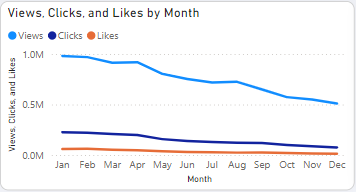 Views, Clicks, and Likes by Month
Views Clicks Likes
Views, Clicks, and Likes
1.0M
0.5M
0.0M
Jan Feb Mar Apr May Jun Jul Aug Sep Oct Nov Dec
Month